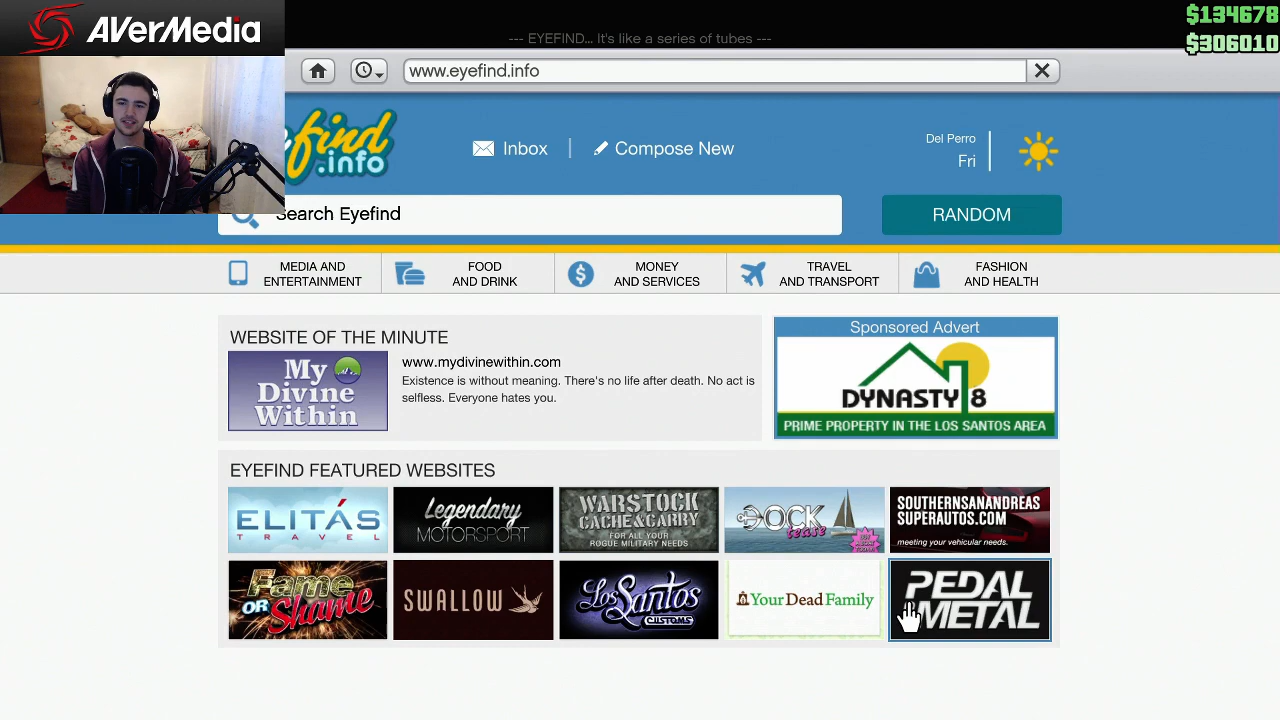 AVerMedia
$134678
$306010
--- EYEFIND... It's like a series of tubes ---
www.eyefind.info
find
.info
Inbox
Compose New
Del Perro
Fri
Search Eyefind
RANDOM
MEDIA AND
ENTERTAINMENT
FOOD
AND DRINK
MONEY
AND SERVICES
TRAVEL
AND TRANSPORT
FASHION
AND HEALTH
WEBSITE OF THE MINUTE
My
Divine
Within
www.mydivinewithin.com
Existence is without meaning. There's no life after death. No act is
selfless. Everyone hates you.
Sponsored Advert
DYNASTY 8
PRIME PROPERTY IN THE LOS SANTOS AREA
EYEFIND FEATURED WEBSITES
ELITÁS
TRAVEL
Legendary
MOTORSPORT
WARSTOCK
CACHE&CARRY
FOR ALL YOUR
ROGUE MILITARY NEEDS
DOCK
tease
SOUTHERNSANANDREAS
SUPERAUTOS.COM
meeting your vehicular needs.
Fame
OR Shame
SWALLOW
Los Santos
CUSTOMS
Your Dead Family
PEDAL
METAL